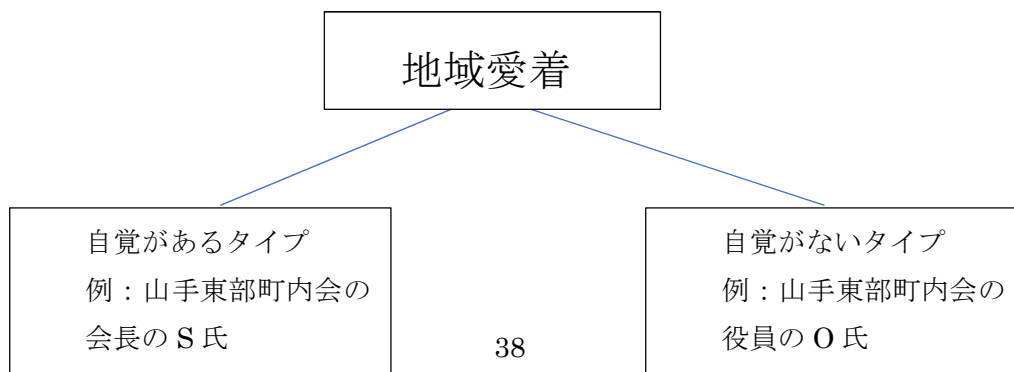 地域愛着
自覚があるタイプ
例：山手東部町内会の
会長の S 氏
自覚がないタイプ
例：山手東部町内会の
役員の O 氏
38